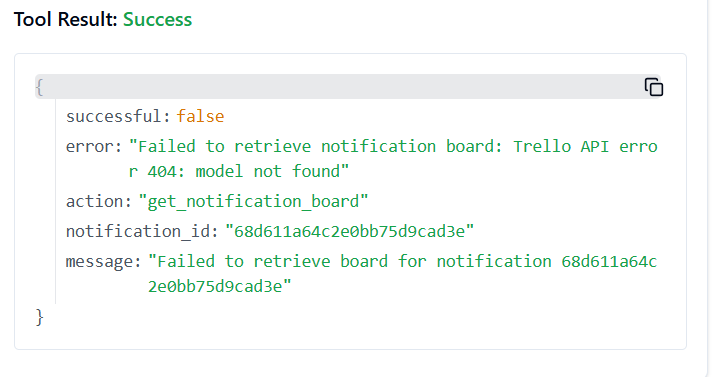 Tool Result: Success
{
successful: false
error: "Failed to retrieve notification board: Trello API erro
r 404: model not found"
action: "get_notification_board"
notification_id: "68d611a64c2e0bb75d9cad3e"
message: "Failed to retrieve board for notification 68d611a64c
2e0bb75d9cad3e"
}